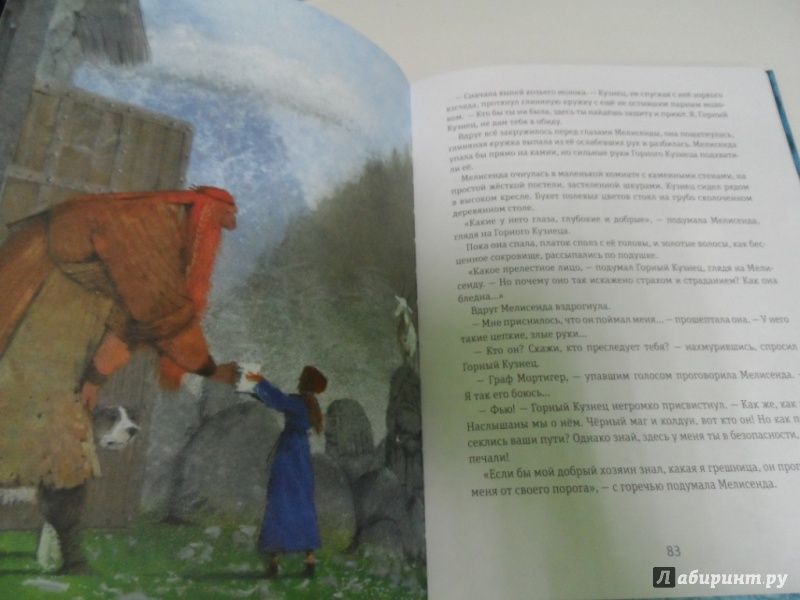 — Сначала выпей козьего молока. — Кузнец, не спуская с неё зоркого
взгляда, протянул глиняную кружку с ещё не остывшим парным моло-
ком. — Кто бы ты ни была, здесь ты найдёшь защиту и приют. Я, Горный
Кузнец, не дам тебя в обиду.
Вдруг всё закружилось перед глазами Мелисенды, она пошатнулась,
глиняная кружка выпала из её ослабевших рук и разбилась. Мелисенда
упала бы прямо на камни, но сильные руки Горного Кузнеца подхвати-
ли её.
Мелисенда очнулась в маленькой комнате с каменными стенами, на
простой жёсткой постели, застеленной шкурами. Кузнец сидел рядом
в высоком кресле. Букет полевых цветов стоял на грубо сколоченном
деревянном столе.
«Какие у него глаза, глубокие и добрые», — подумала Мелисенда,
глядя на Горного Кузнеца.
Пока она спала, платок сполз с её головы, и золотые волосы, как бес-
ценное сокровище, рассыпались по подушке.
«Какое прелестное лицо, — подумал Горный Кузнец, глядя на Мели-
сенду. — Но почему оно так искажено страхом и страданием? Как она
бледна...»
Вдруг Мелисенда вздрогнула.
— Мне приснилось, что он поймал меня... — прошептала она. — У него
такие цепкие, злые руки...
— Кто он? Скажи, кто преследует тебя? — нахмурившись, спросил
Горный Кузнец.
— Граф Мортигер, — упавшим голосом проговорила Мелисенда. —
Я так его боюсь...
— Фью! — Горный Кузнец негромко присвистнул. — Как же, как
Наслышаны мы о нём. Чёрный маг и колдун, вот кто он! Но как п
секлись ваши пути? Однако знай, здесь у меня ты в безопасности,
печали!
«Если бы мой добрый хозяин знал, какая я грешница, он про
меня от своего порога», — с горечью подумала Мелисенда.
83
Лабиринт.ру